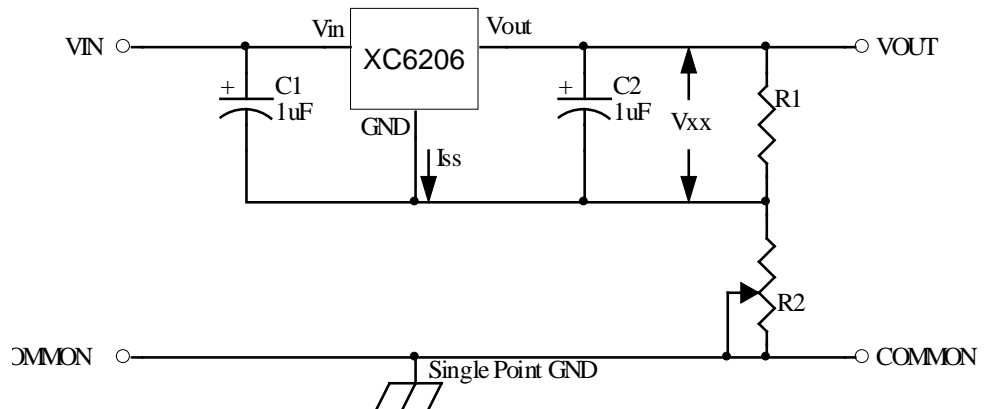 VIN
Vin
XC6206
Vout
VOUT
+
C1
1uF
GND
Iss
+
C2
1uF
Vxx
R1
R2
OMMON
Single Point GND
COMMON